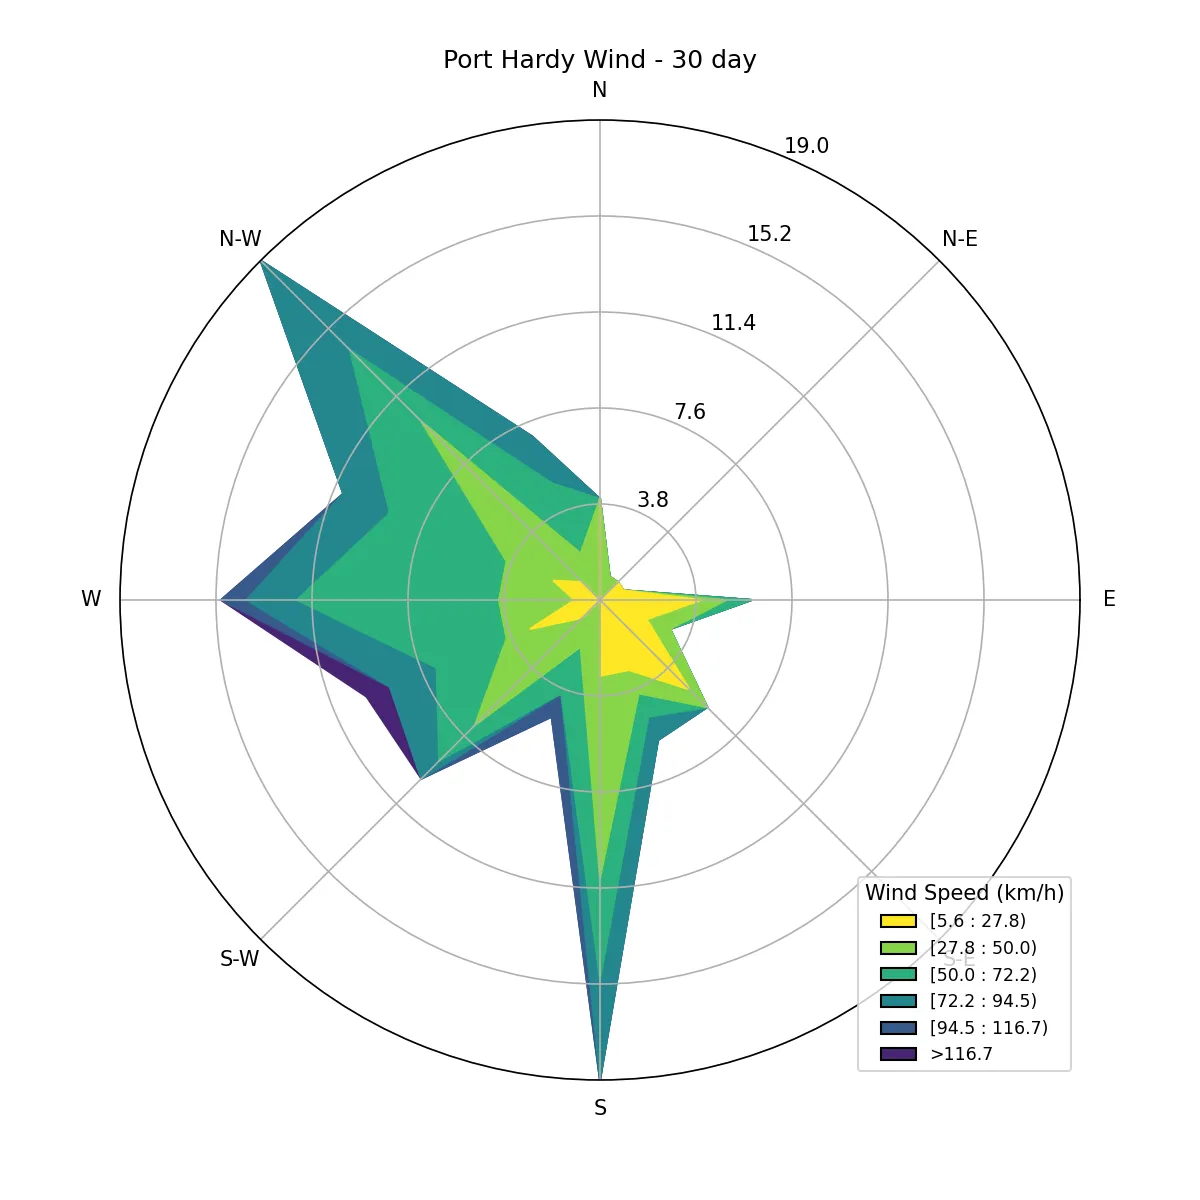 Port Hardy Wind - 30 day
N
19.0
15.2
N-W
N-E
11.4
7.6
3.8
W
E
Wind Speed (km/h)
[5.6 : 27.8)
[27.8 : 50.0)
S-W
S-E
[50.0 : 72.2)
[72.2 : 94.5)
[94.5 : 116.7)
>116.7
S